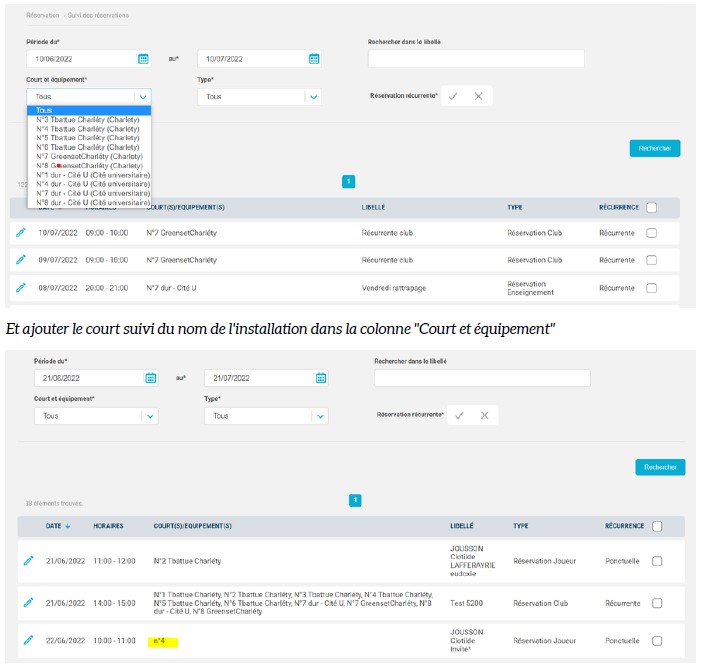 Réservation - Suivi des réservations
Période du* Rechercher dans le libellé
10/06/2022 au* 10/07/2022
Court et équipement* Type*
Tous Tous Réservation récurrente*
Tous
N°3 Tbattue Charléty (Charlety)
N°4 Tbattue Charléty (Charlety)
N°5 Tbattue Charléty (Charlety)
N°6 Tbattue Charléty (Charlety)
N°7 GreensetCharléty (Charlety)
N°8 GreensetCharléty (Charlety)
N°1 dur - Cité U (Cité universitaire)
N°4 dur - Cité U (Cité universitaire)
N°7 dur - Cité U (Cité universitaire)
N°8 dur - Cité U (Cité universitaire)
Rechercher
1
COURT(S)/EQUIPEMENT(S) LIBELLÉ TYPE RÉCURRENCE
10/07/2022 09:00 - 10:00 N°7 GreensetCharléty Récurrente club Réservation Club Récurrente
09/07/2022 09:00 - 10:00 N°7 GreensetCharléty Récurrente club Réservation Club Récurrente
08/07/2022 20:00 - 21:00 N°7 dur - Cité U Vendredi rattrapage Réservation Enseignement Récurrente
Et ajouter le court suivi du nom de l'installation dans la colonne "Court et équipement"
Période du* Rechercher dans le libellé
21/06/2022 au* 21/07/2022
Court et équipement* Type*
Tous Tous Réservation récurrente*
Rechercher
38 éléments trouvés. 1
DATE HORAIRES COURT(S)/EQUIPEMENT(S) LIBELLÉ TYPE RÉCURRENCE
21/06/2022 11:00 - 12:00 N°2 Tbattue Charléty JOUSSON Clotilde LAFFERAYRIE eudoxie Réservation Joueur Ponctuelle
21/06/2022 14:00 - 15:00 N°1 Tbattue Charléty, N°2 Tbattue Charléty, N°3 Tbattue Charléty, N°4 Tbattue Charléty,
N°5 Tbattue Charléty, N°6 Tbattue Charléty, N°7 dur - Cité U, N°7 GreensetCharléty, N°8
dur - Cité U, N°8 GreensetCharléty Test 5200 Réservation Club Récurrente
22/06/2022 10:00 - 11:00 n°4 JOUSSON Clotilde Invité* Réservation Joueur Ponctuelle